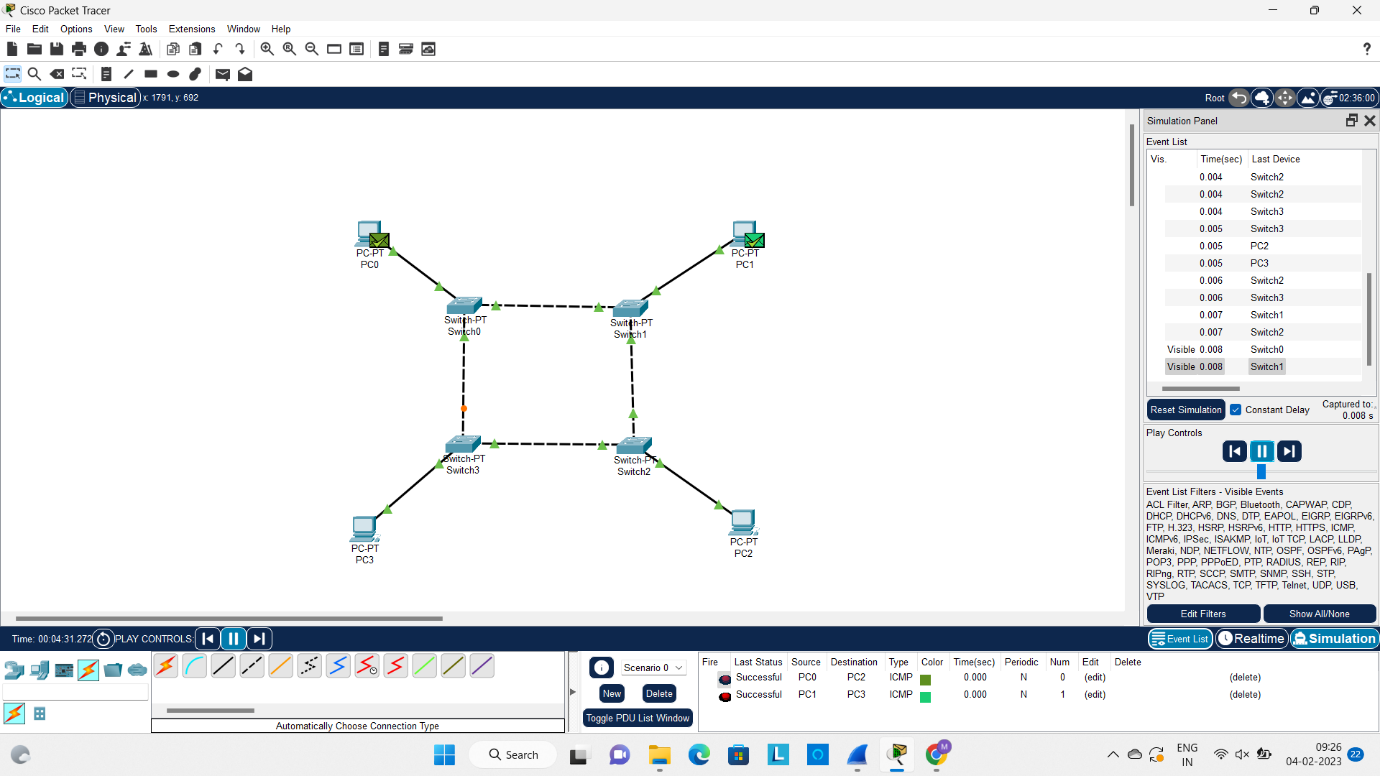 Cisco Packet Tracer
File Edit Options View Tools Extensions Window Help
?
Logical Physical x: 1791, y: 692 Root 02:36:00
Simulation Panel
Event List
Vis. Time(sec) Last Device
0.004 Switch2
0.004 Switch2
0.004 Switch3
0.005 Switch3
0.005 PC2
0.005 PC3
0.006 Switch2
0.006 Switch3
0.007 Switch1
0.007 Switch2
Visible 0.008 Switch0
Visible 0.008 Switch1
Reset Simulation Constant Delay Captured to:
0.008 s
Play Controls
Event List Filters - Visible Events
ACL Filter, ARP, BGP, Bluetooth, CAPWAP, CDP,
DHCP, DHCPv6, DNS, DTP, EAPOL, EIGRP, EIGRPv6,
FTP, H.323, HSRP, HSRPv6, HTTP, HTTPS, ICMP,
ICMPv6, IPSec, ISAKMP, IoT, IoT TCP, LACP, LLDP,
Meraki, NDP, NETFLOW, NTP, OSPF, OSPFv6, PAgP,
POP3, PPP, PPPoED, PTP, RADIUS, REP, RIP,
RIPng, RTP, SCCP, SMTP, SNMP, SSH, STP,
SYSLOG, TACACS, TCP, TFTP, Telnet, UDP, USB,
VTP
Edit Filters Show All/None
PC-PT
PC0
PC-PT
PC1
Switch-PT
Switch0
Switch-PT
Switch1
Switch-PT
Switch3
Switch-PT
Switch2
PC-PT
PC3
PC-PT
PC2
Time: 00:04:31.272 PLAY CONTROLS: Event List Realtime Simulation
Automatically Choose Connection Type
Scenario 0
New Delete
Toggle PDU List Window
Fire Last Status Source Destination Type Color Time(sec) Periodic Num Edit Delete
Successful PC0 PC2 ICMP 0.000 N 0 (edit) (delete)
Successful PC1 PC3 ICMP 0.000 N 1 (edit) (delete)
Search
L
M
ENG
IN
09:26
04-02-2023
22